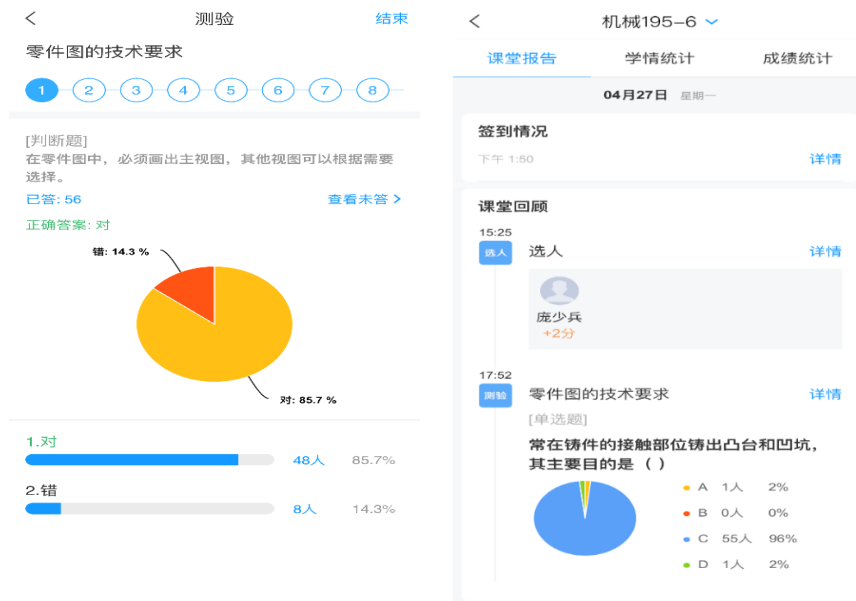 测验
结束
零件图的技术要求
1 2 3 4 5 6 7 8
[判断题]
在零件图中，必须画出主视图，其他视图可以根据需要
选择。
已答: 56
查看未答
正确答案: 对
错: 14.3 %
对: 85.7 %
1.对
48人 85.7%
2.错
8人 14.3%
机械195-6
课堂报告 学情统计 成绩统计
04月27日 星期一
签到情况
下午 1:50 详情
课堂回顾
15:25
选人 选人 详情
庞少兵
+2分
17:52
测验 零件图的技术要求 详情
[单选题]
常在铸件的接触部位铸出凸台和凹坑，
其主要目的是（ ）
A 1人 2%
B 0人 0%
C 55人 96%
D 1人 2%